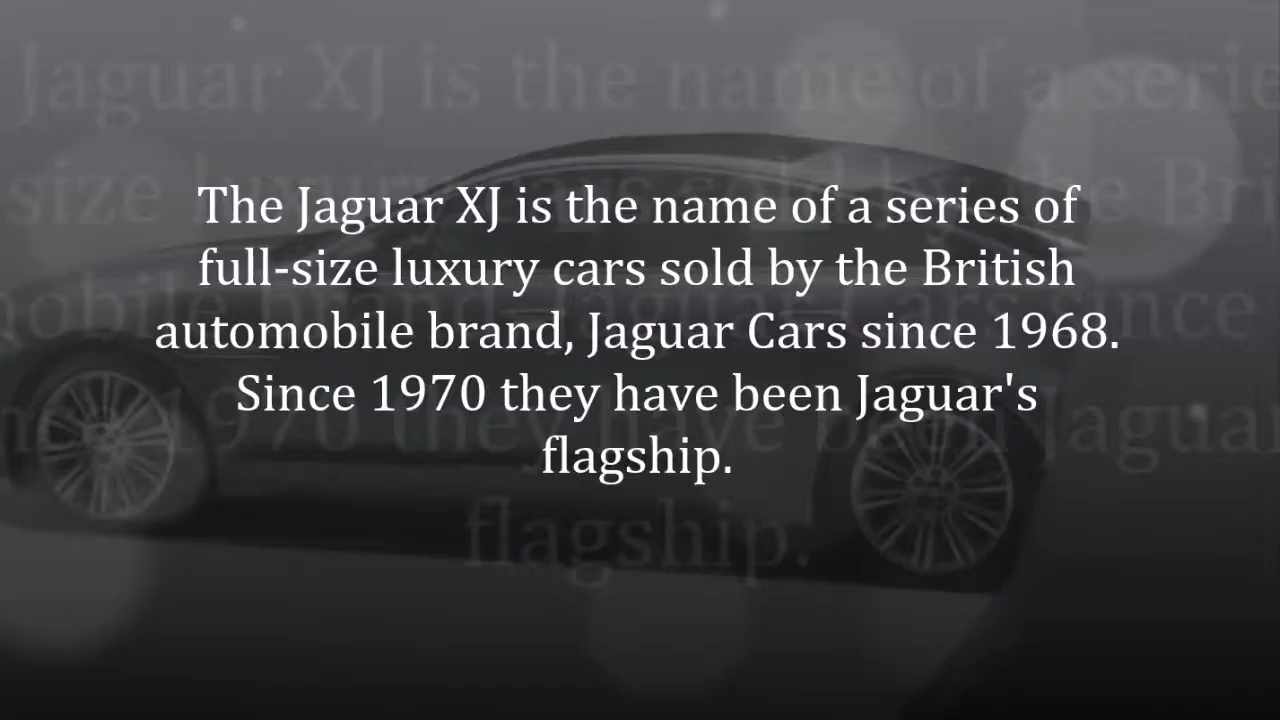 The Jaguar XJ is the name of a series of
full-size luxury cars sold by the British
automobile brand, Jaguar Cars since 1968.
Since 1970 they have been Jaguar's
flagship.